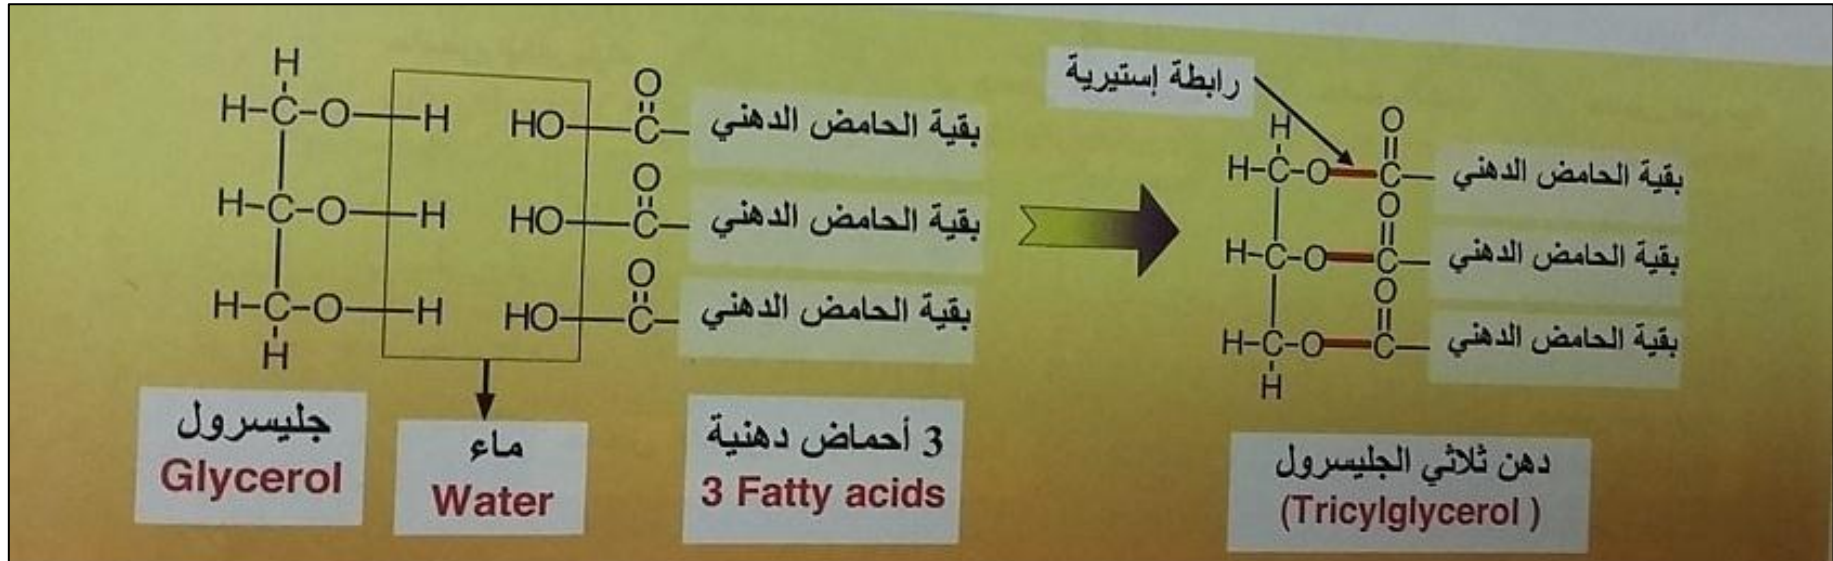 H
H-C-O-H HO-C- بقية الحامض الدهني
O
H-C-O-H HO-C- بقية الحامض الدهني
O
H-C-O-H HO-C- بقية الحامض الدهني
O
H
جليسرول
Glycerol
ماء
Water
3 أحماض دهنية
3 Fatty acids
رابطة إستيرية
H
O
H-C-O-C- بقية الحامض الدهني
O
H-C-O-C- بقية الحامض الدهني
O
H-C-O-C- بقية الحامض الدهني
H
دهن ثلاثي الجليسرول
(Tricylglycerol )